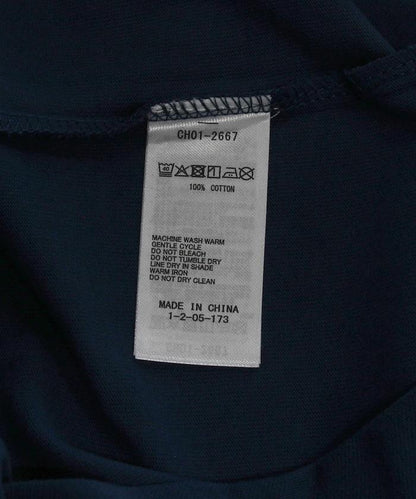 CH01-2667
40
100% COTTON
MACHINE WASH WARM
GENTLE CYCLE
DO NOT BLEACH
DO NOT TUMBLE DRY
LINE DRY IN SHADE
WARM IRON
DO NOT DRY CLEAN
MADE IN CHINA
1-2-05-173